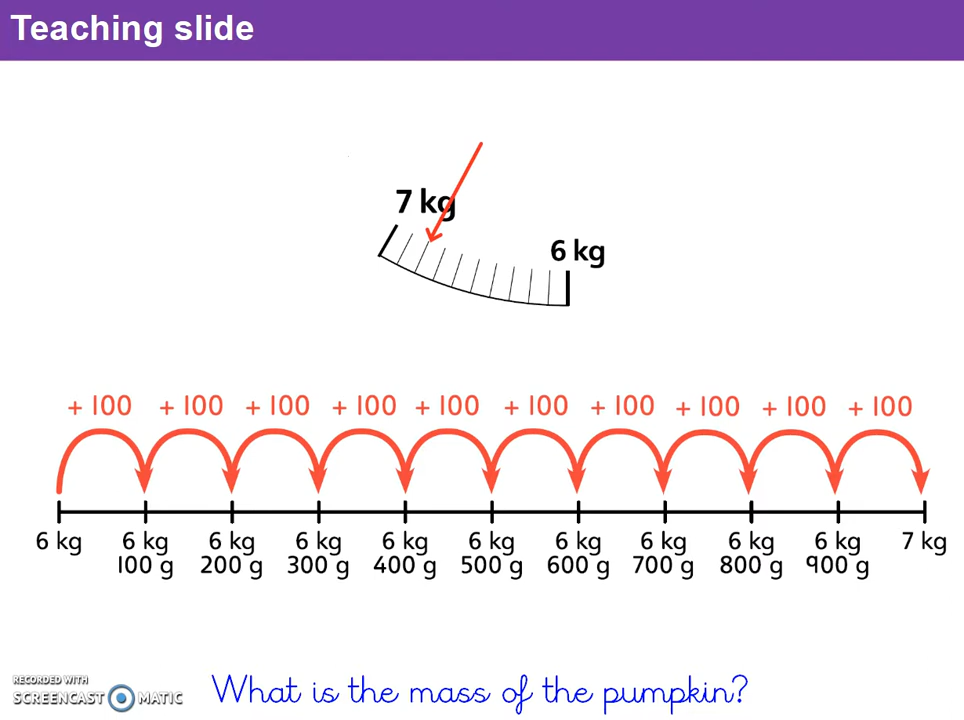 Teaching slide
7 kg
6 kg
+ 100 + 100 + 100 + 100 + 100 + 100 + 100 + 100 + 100 + 100
6 kg 6 kg 6 kg 6 kg 6 kg 6 kg 6 kg 6 kg 6 kg 6 kg 7 kg
100 g 200 g 300 g 400 g 500 g 600 g 700 g 800 g 900 g
RECORDED WITH
SCREENCAST MATIC
What is the mass of the pumpkin?